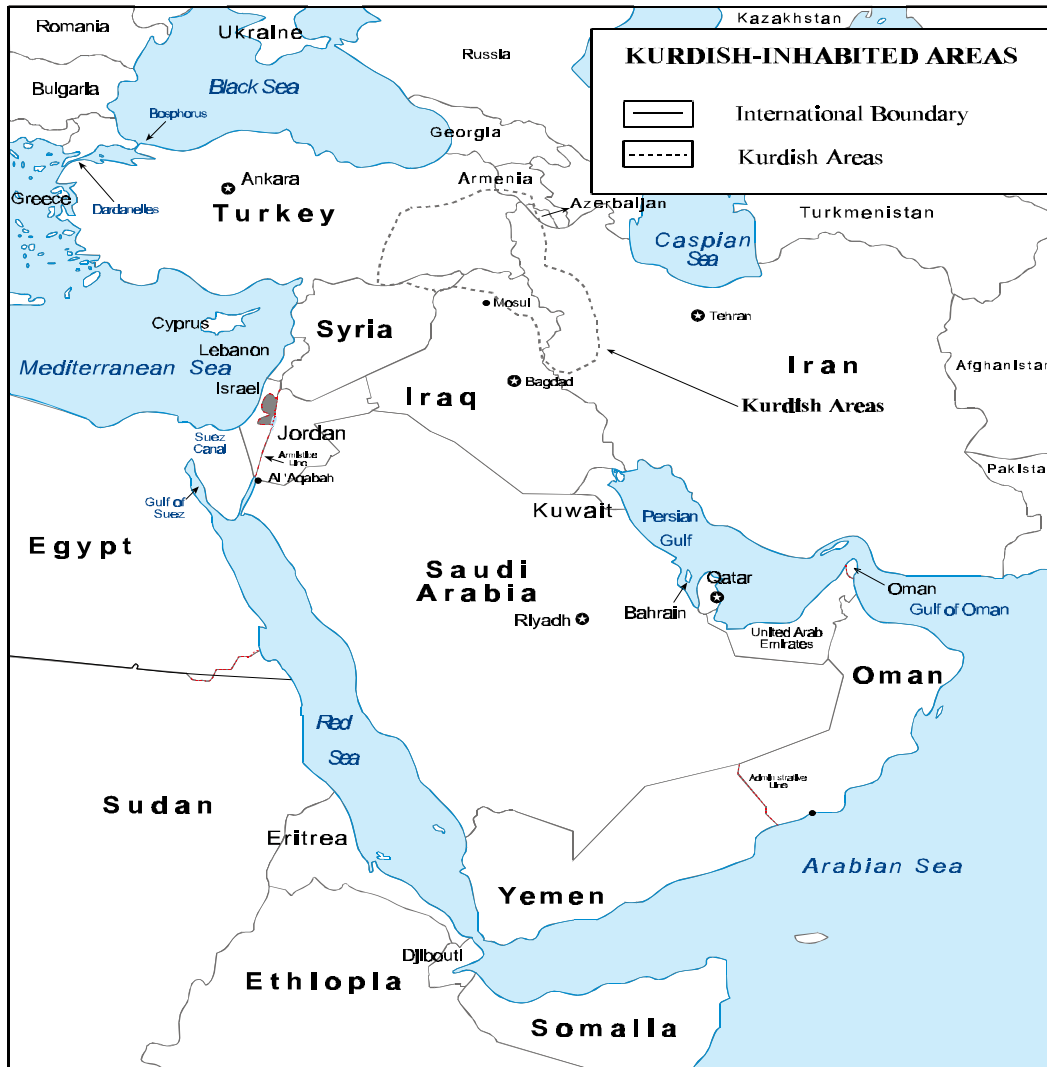 Romania
Ukraine
Kazakhstan
Russia
KURDISH-INHABITED AREAS
International Boundary
Kurdish Areas
Bulgaria
Black Sea
Bosphorus
Georgia
Armenia
Azerbaijan
Turkmenistan
Greece
Dardanelles
Ankara
Turkey
Caspian
Sea
Mosul
Tehran
Cyprus
Syria
Lebanon
Mediterranean Sea
Israel
Iran
Afghanistan
Iraq
Bagdad
Kurdish Areas
Suez
Canal
Jordan
Armistice
Line
Al 'Aqabah
Pakistan
Gulf of
Suez
Kuwait
Persian
Gulf
Egypt
Saudi
Arabia
Riyadh
Bahrain
Qatar
Oman
Gulf of Oman
United Arab
Emirates
Oman
Red
Sea
Administrative
Line
Sudan
Eritrea
Yemen
Arabian Sea
Djibouti
Ethiopia
Somalia